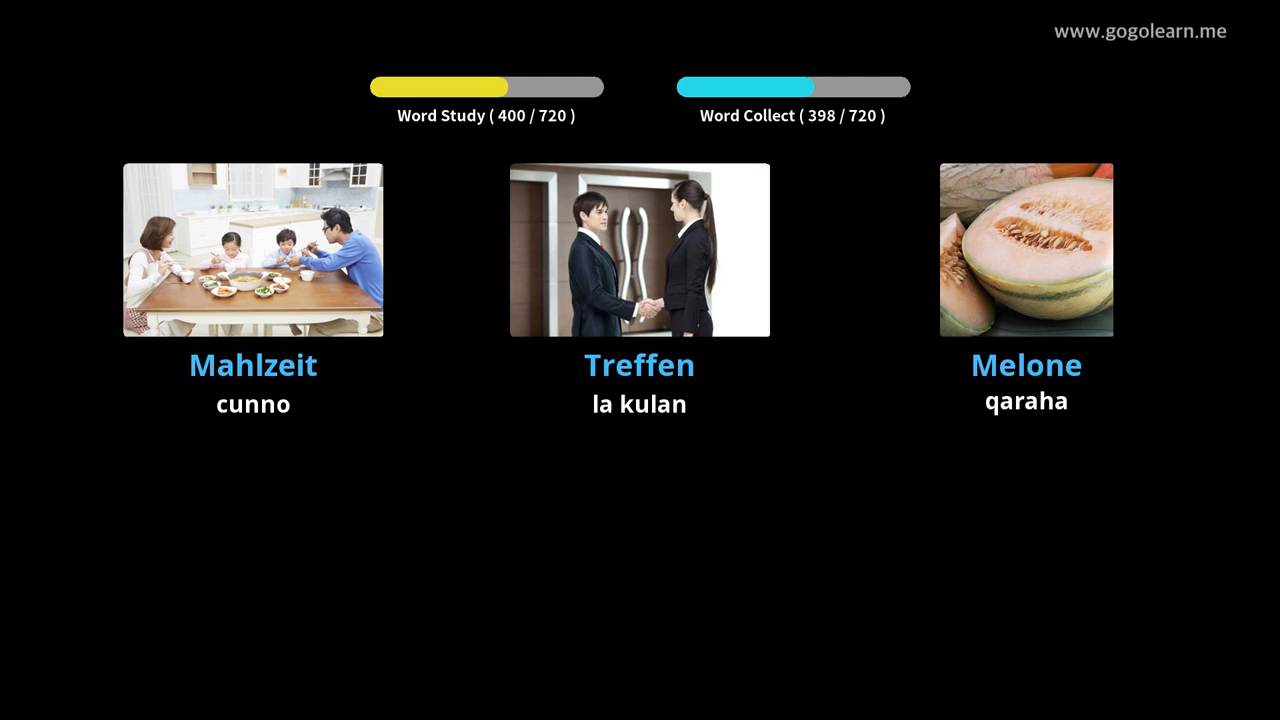 www.gogolearn.me
Word Study ( 400 / 720 )
Word Collect ( 398 / 720 )
Mahlzeit
cunno
Treffen
la kulan
Melone
qaraha